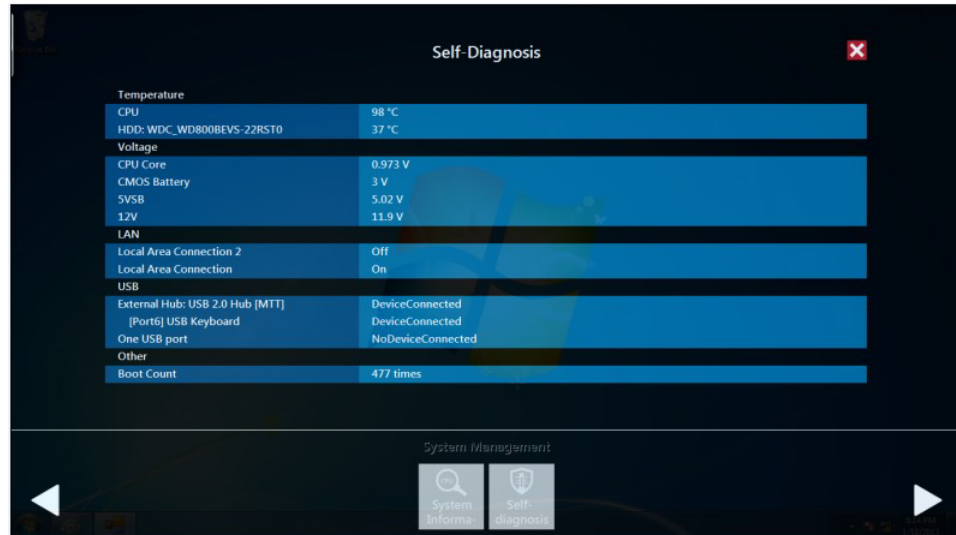 Self-Diagnosis
Temperature
CPU 98 °C
HDD: WDC_WD800BEVS-22RST0 37 °C
Voltage
CPU Core 0.973 V
CMOS Battery 3 V
5VSB 5.02 V
12V 11.9 V
LAN
Local Area Connection 2 Off
Local Area Connection On
USB
External Hub: USB 2.0 Hub [MTT] DeviceConnected
[Port6] USB Keyboard DeviceConnected
One USB port NoDeviceConnected
Other
Boot Count 477 times
System Management
CPU
System Informa-
Self-diagnosis